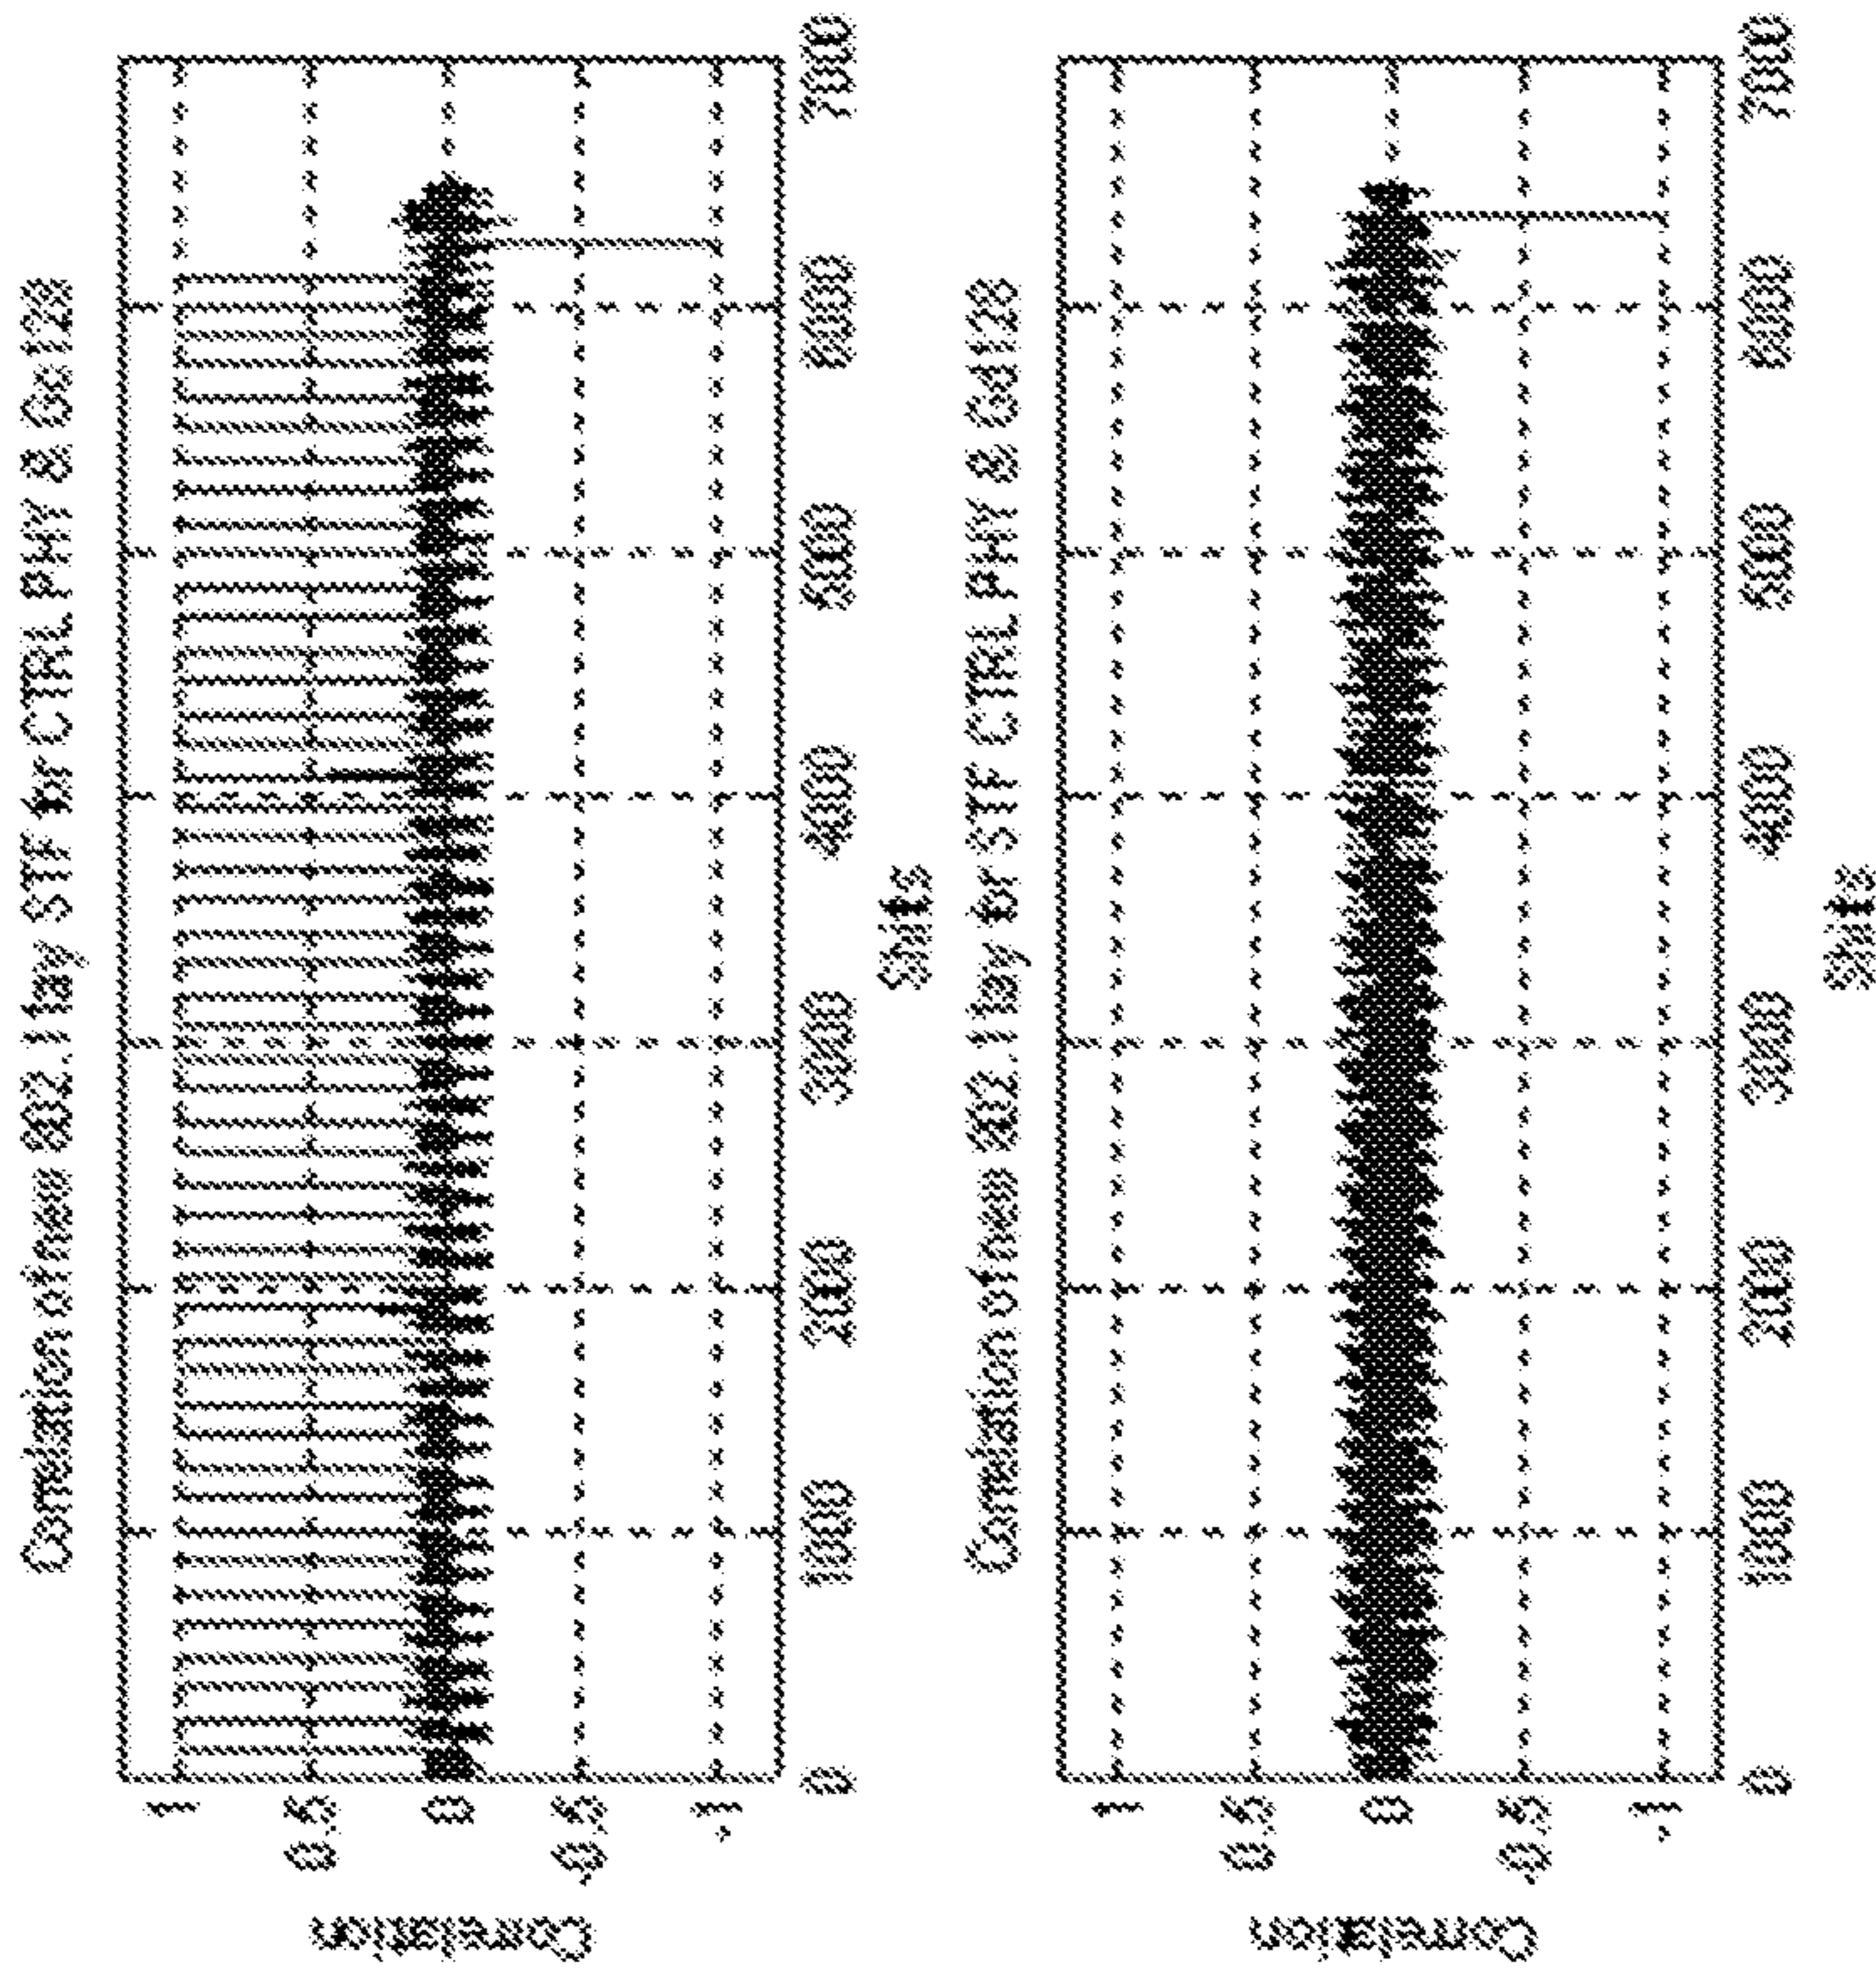 Correlation of new 802.11ay STF for CTRL PHY & Gc128
1
0.5
0
-0.5
-1
Correlation
0 1000 2000 3000 4000 5000 6000 7000
Shifts
Correlation of new 802.11ay for STF CTRL PHY & Gd128
1
0.5
0
-0.5
-1
Correlation
0 1000 2000 3000 4000 5000 6000 7000
Shifts